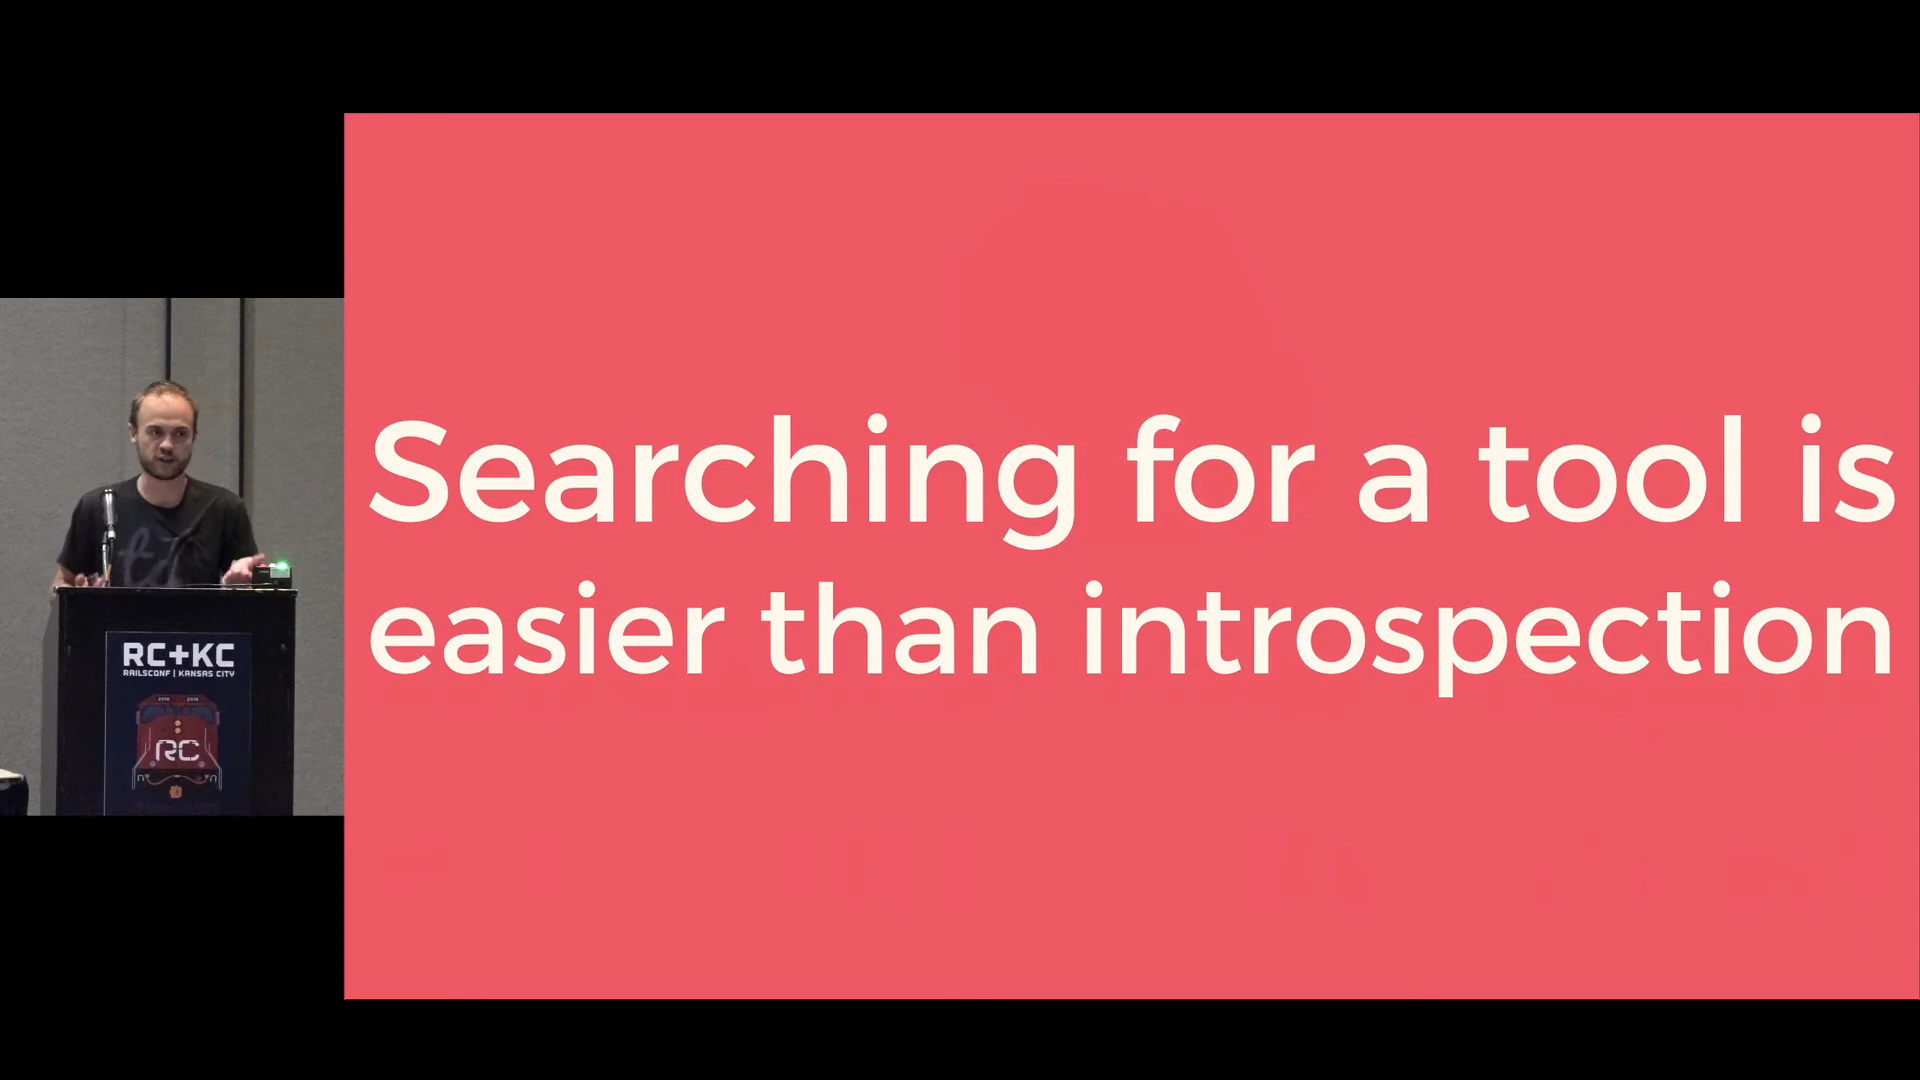 Searching for a tool is
easier than introspection
RC+KC
RAILSCONF | KANSAS CITY
RC